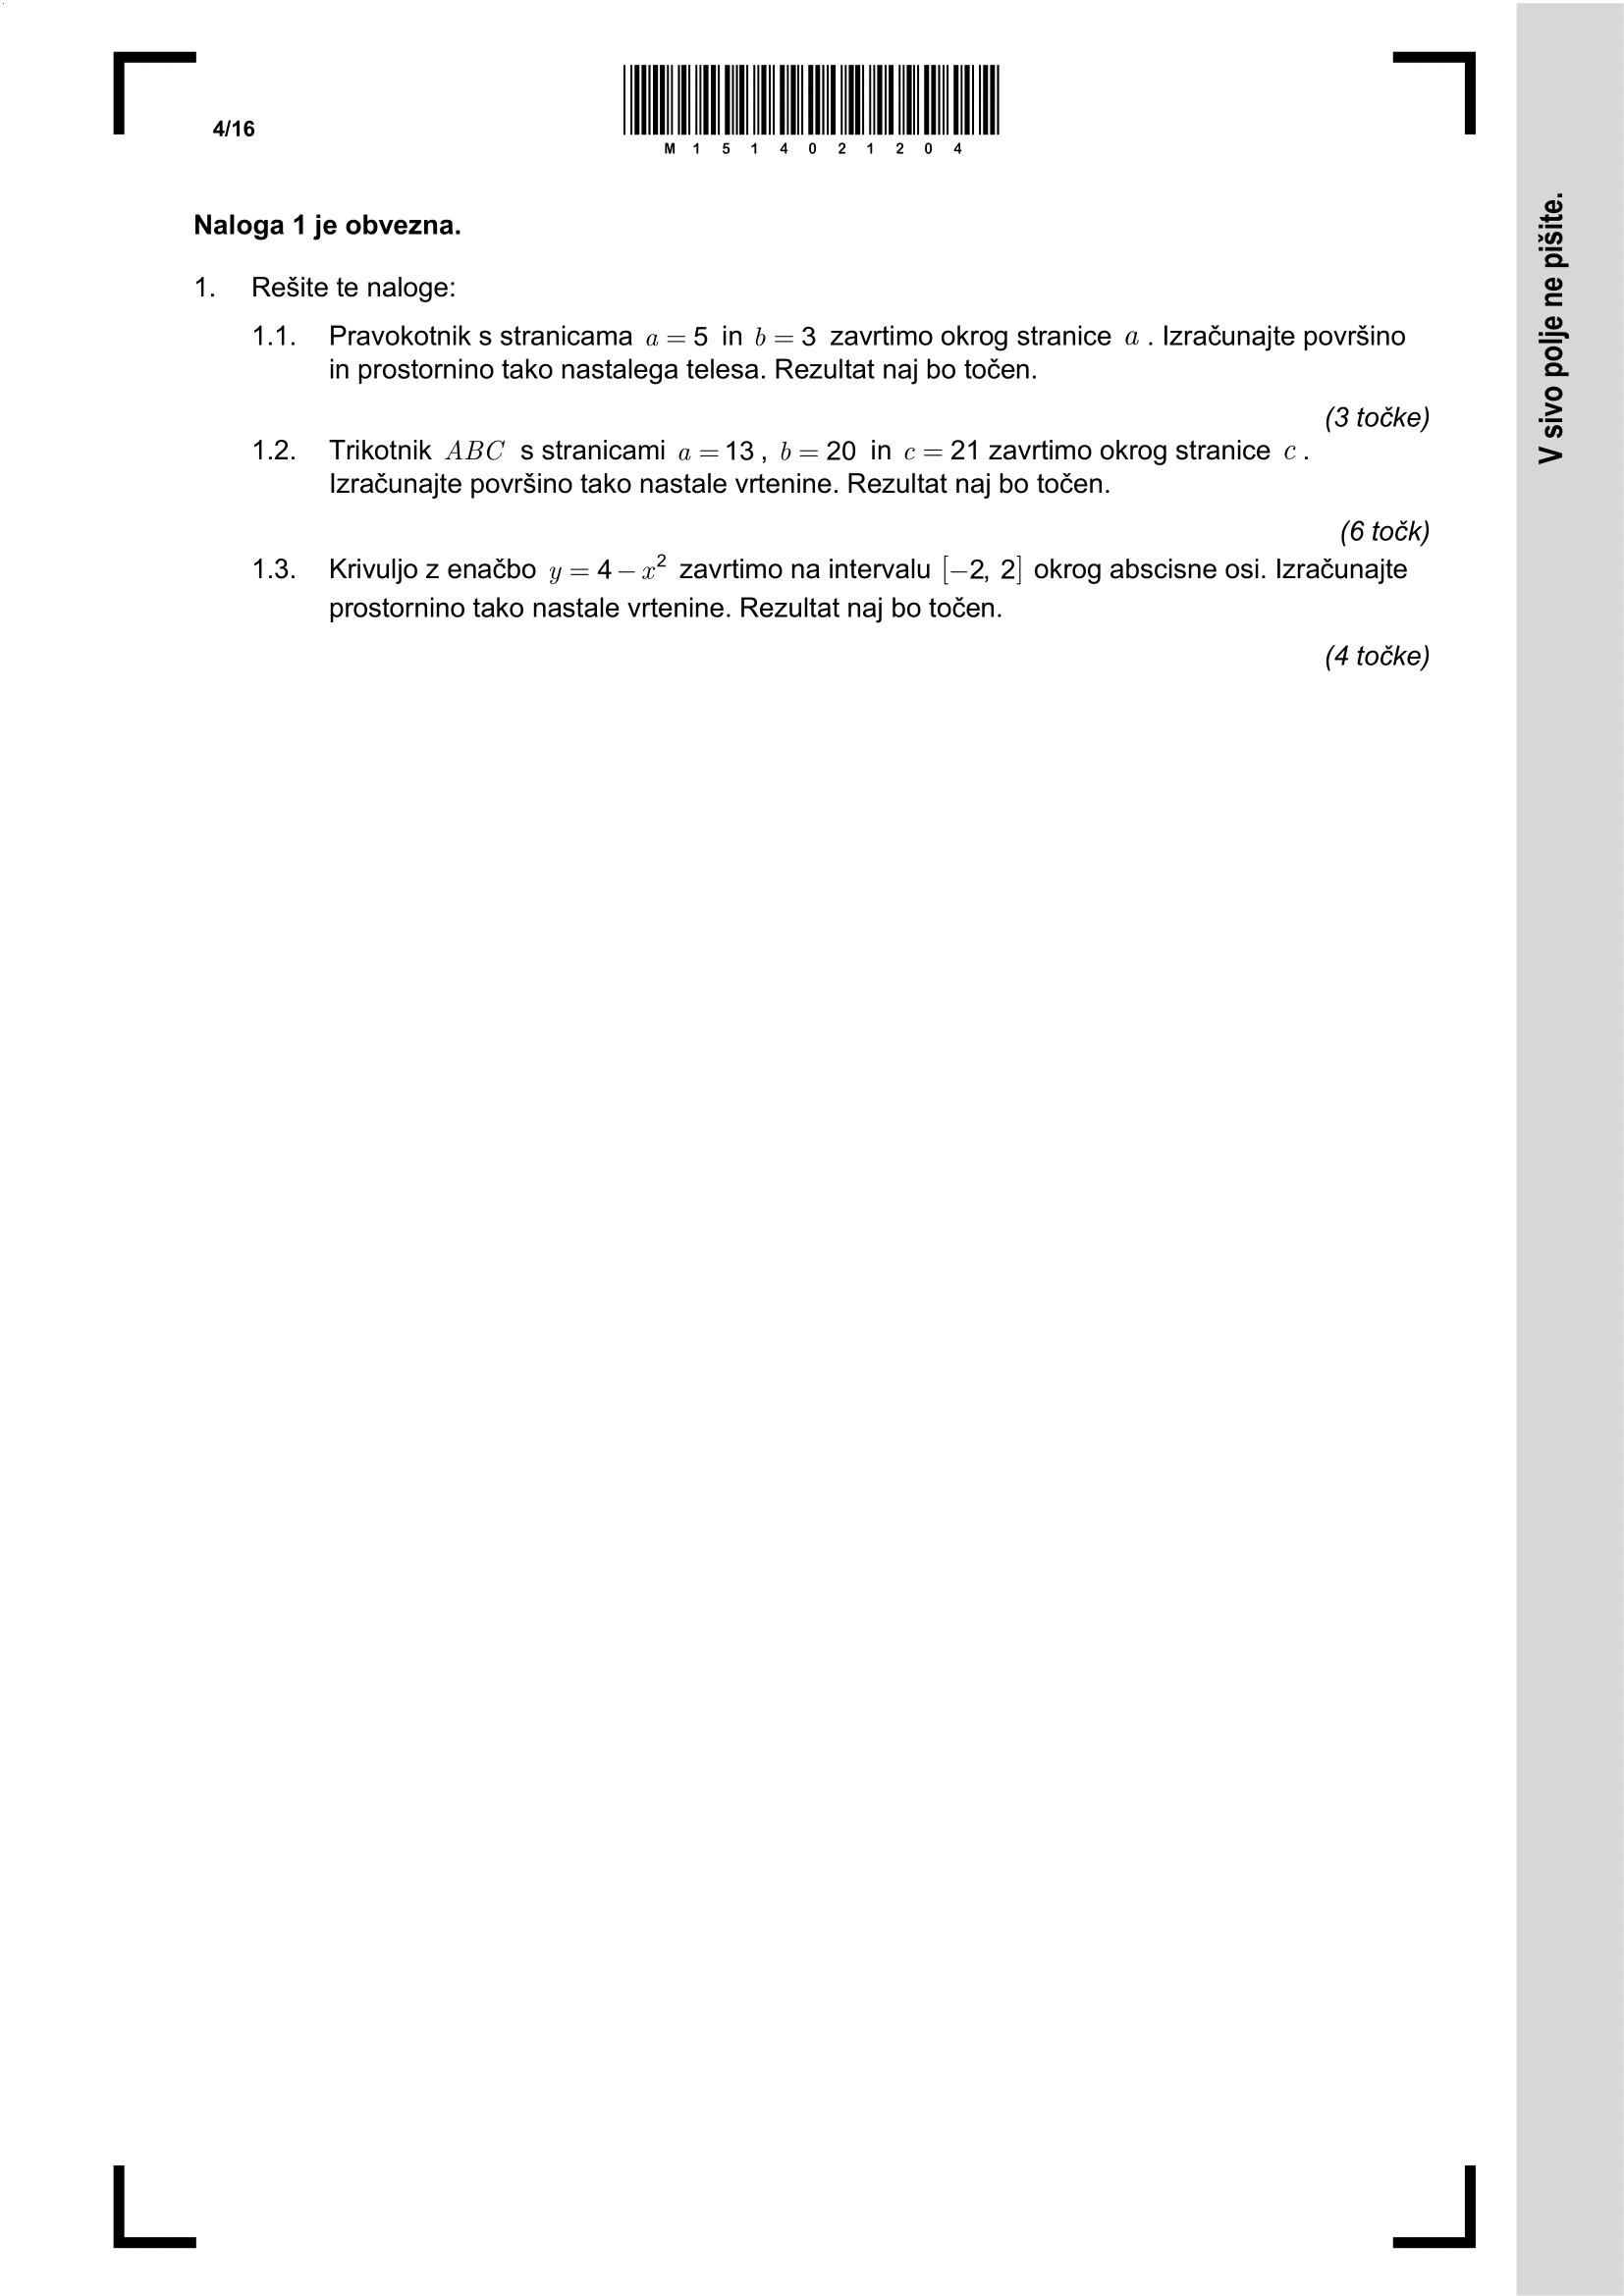 4/16
M 1 5 1 4 0 2 1 2 0 4
V sivo polje ne pišite.
Naloga 1 je obvezna.
1. Rešite te naloge:
1.1. Pravokotnik s stranicama a = 5 in b = 3 zavrtimo okrog stranice a . Izračunajte površino
in prostornino tako nastalega telesa. Rezultat naj bo točen.
(3 točke)
1.2. Trikotnik ABC s stranicami a = 13 , b = 20 in c = 21 zavrtimo okrog stranice c .
Izračunajte površino tako nastale vrtenine. Rezultat naj bo točen.
(6 točk)
1.3. Krivuljo z enačbo y = 4 − x² zavrtimo na intervalu [−2, 2] okrog abscisne osi. Izračunajte
prostornino tako nastale vrtenine. Rezultat naj bo točen.
(4 točke)